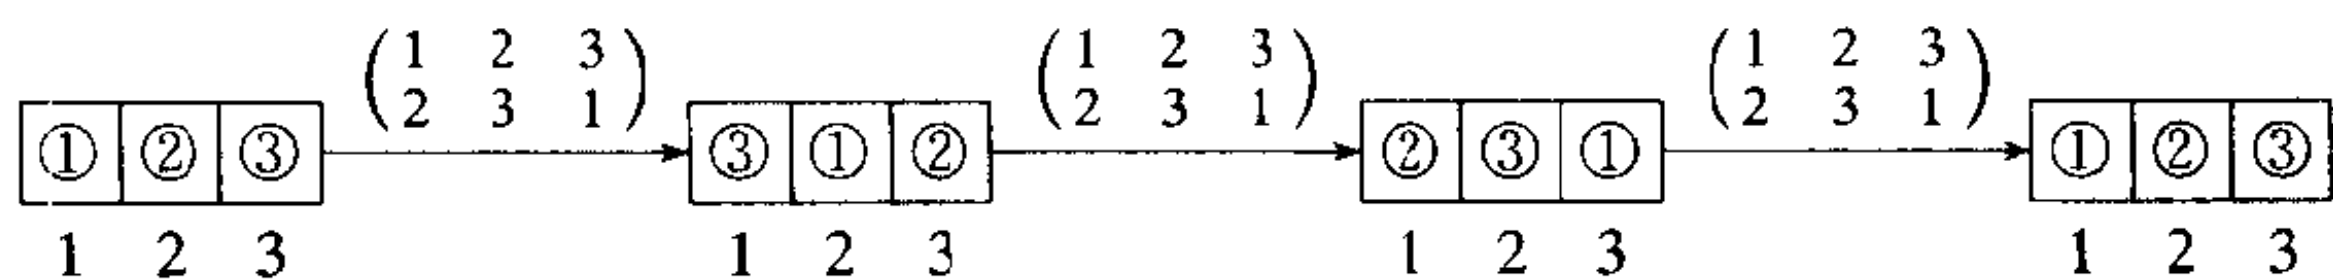 ( 1 2 3 ) ( 1 2 3 ) ( 1 2 3 )
( 2 3 1 ) ( 2 3 1 ) ( 2 3 1 )
① ② ③ ③ ① ② ② ③ ① ① ② ③
1 2 3 1 2 3 1 2 3 1 2 3